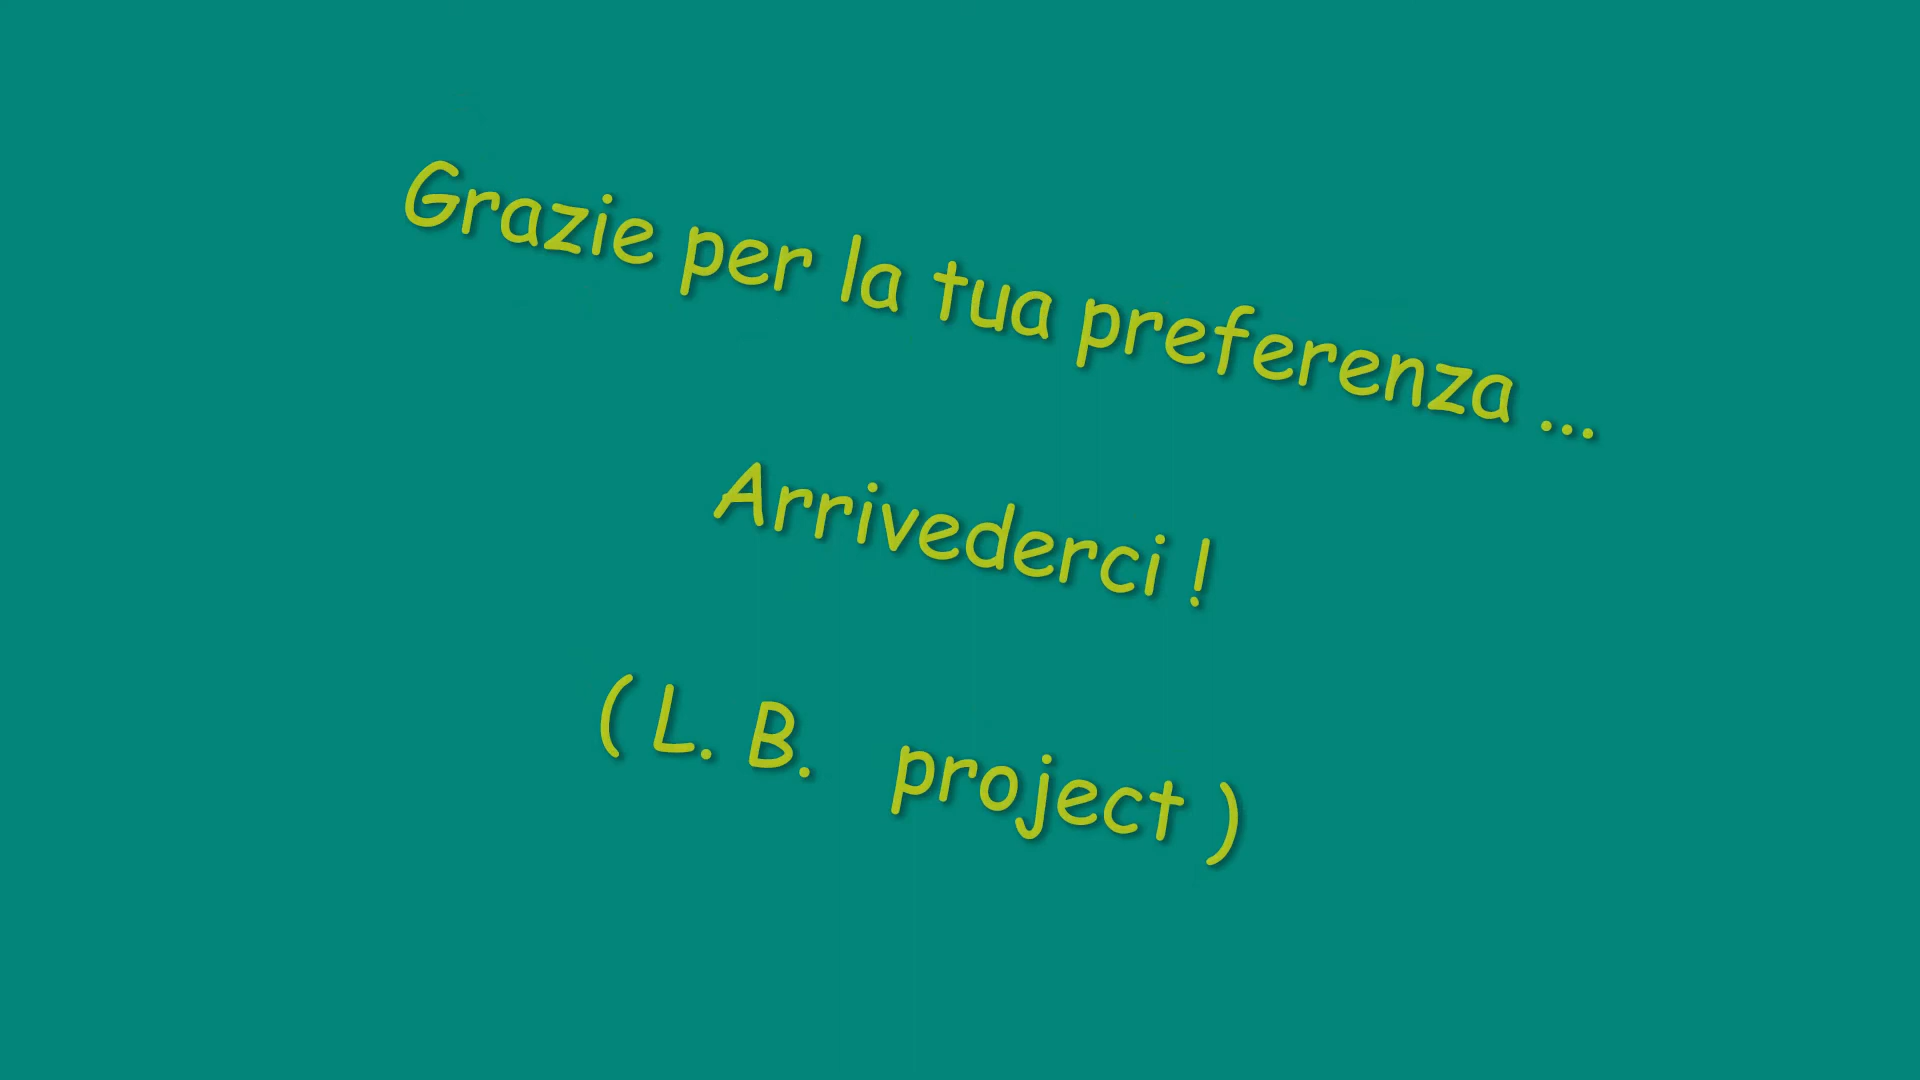 Grazie per la tua preferenza ...
Arrivederci !
( L. B. project )